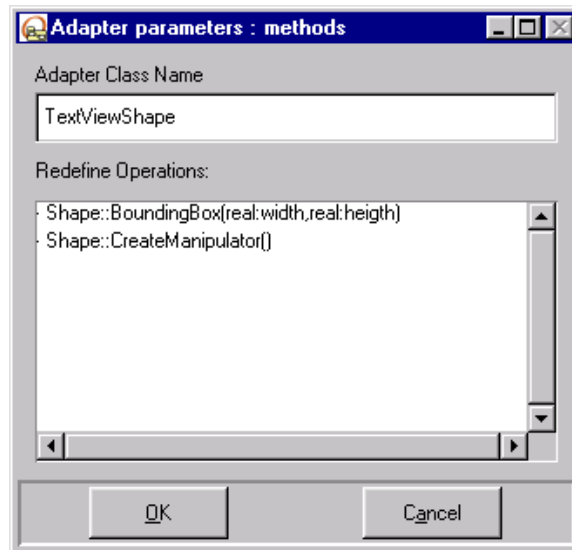 Adapter parameters : methods
Adapter Class Name
TextViewShape
Redefine Operations:
- Shape::BoundingBox(real:width,real:heigth)
- Shape::CreateManipulator()
OK
Cancel